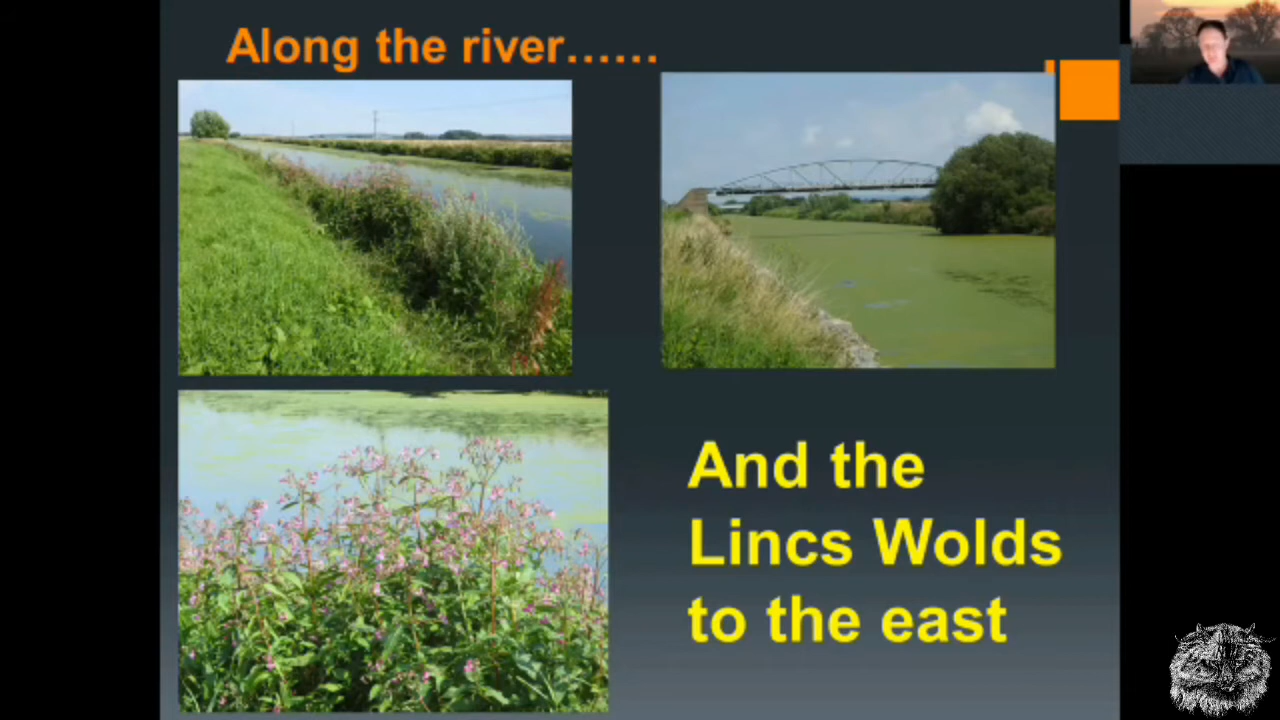 Along the river......
And the
Lincs Wolds
to the east